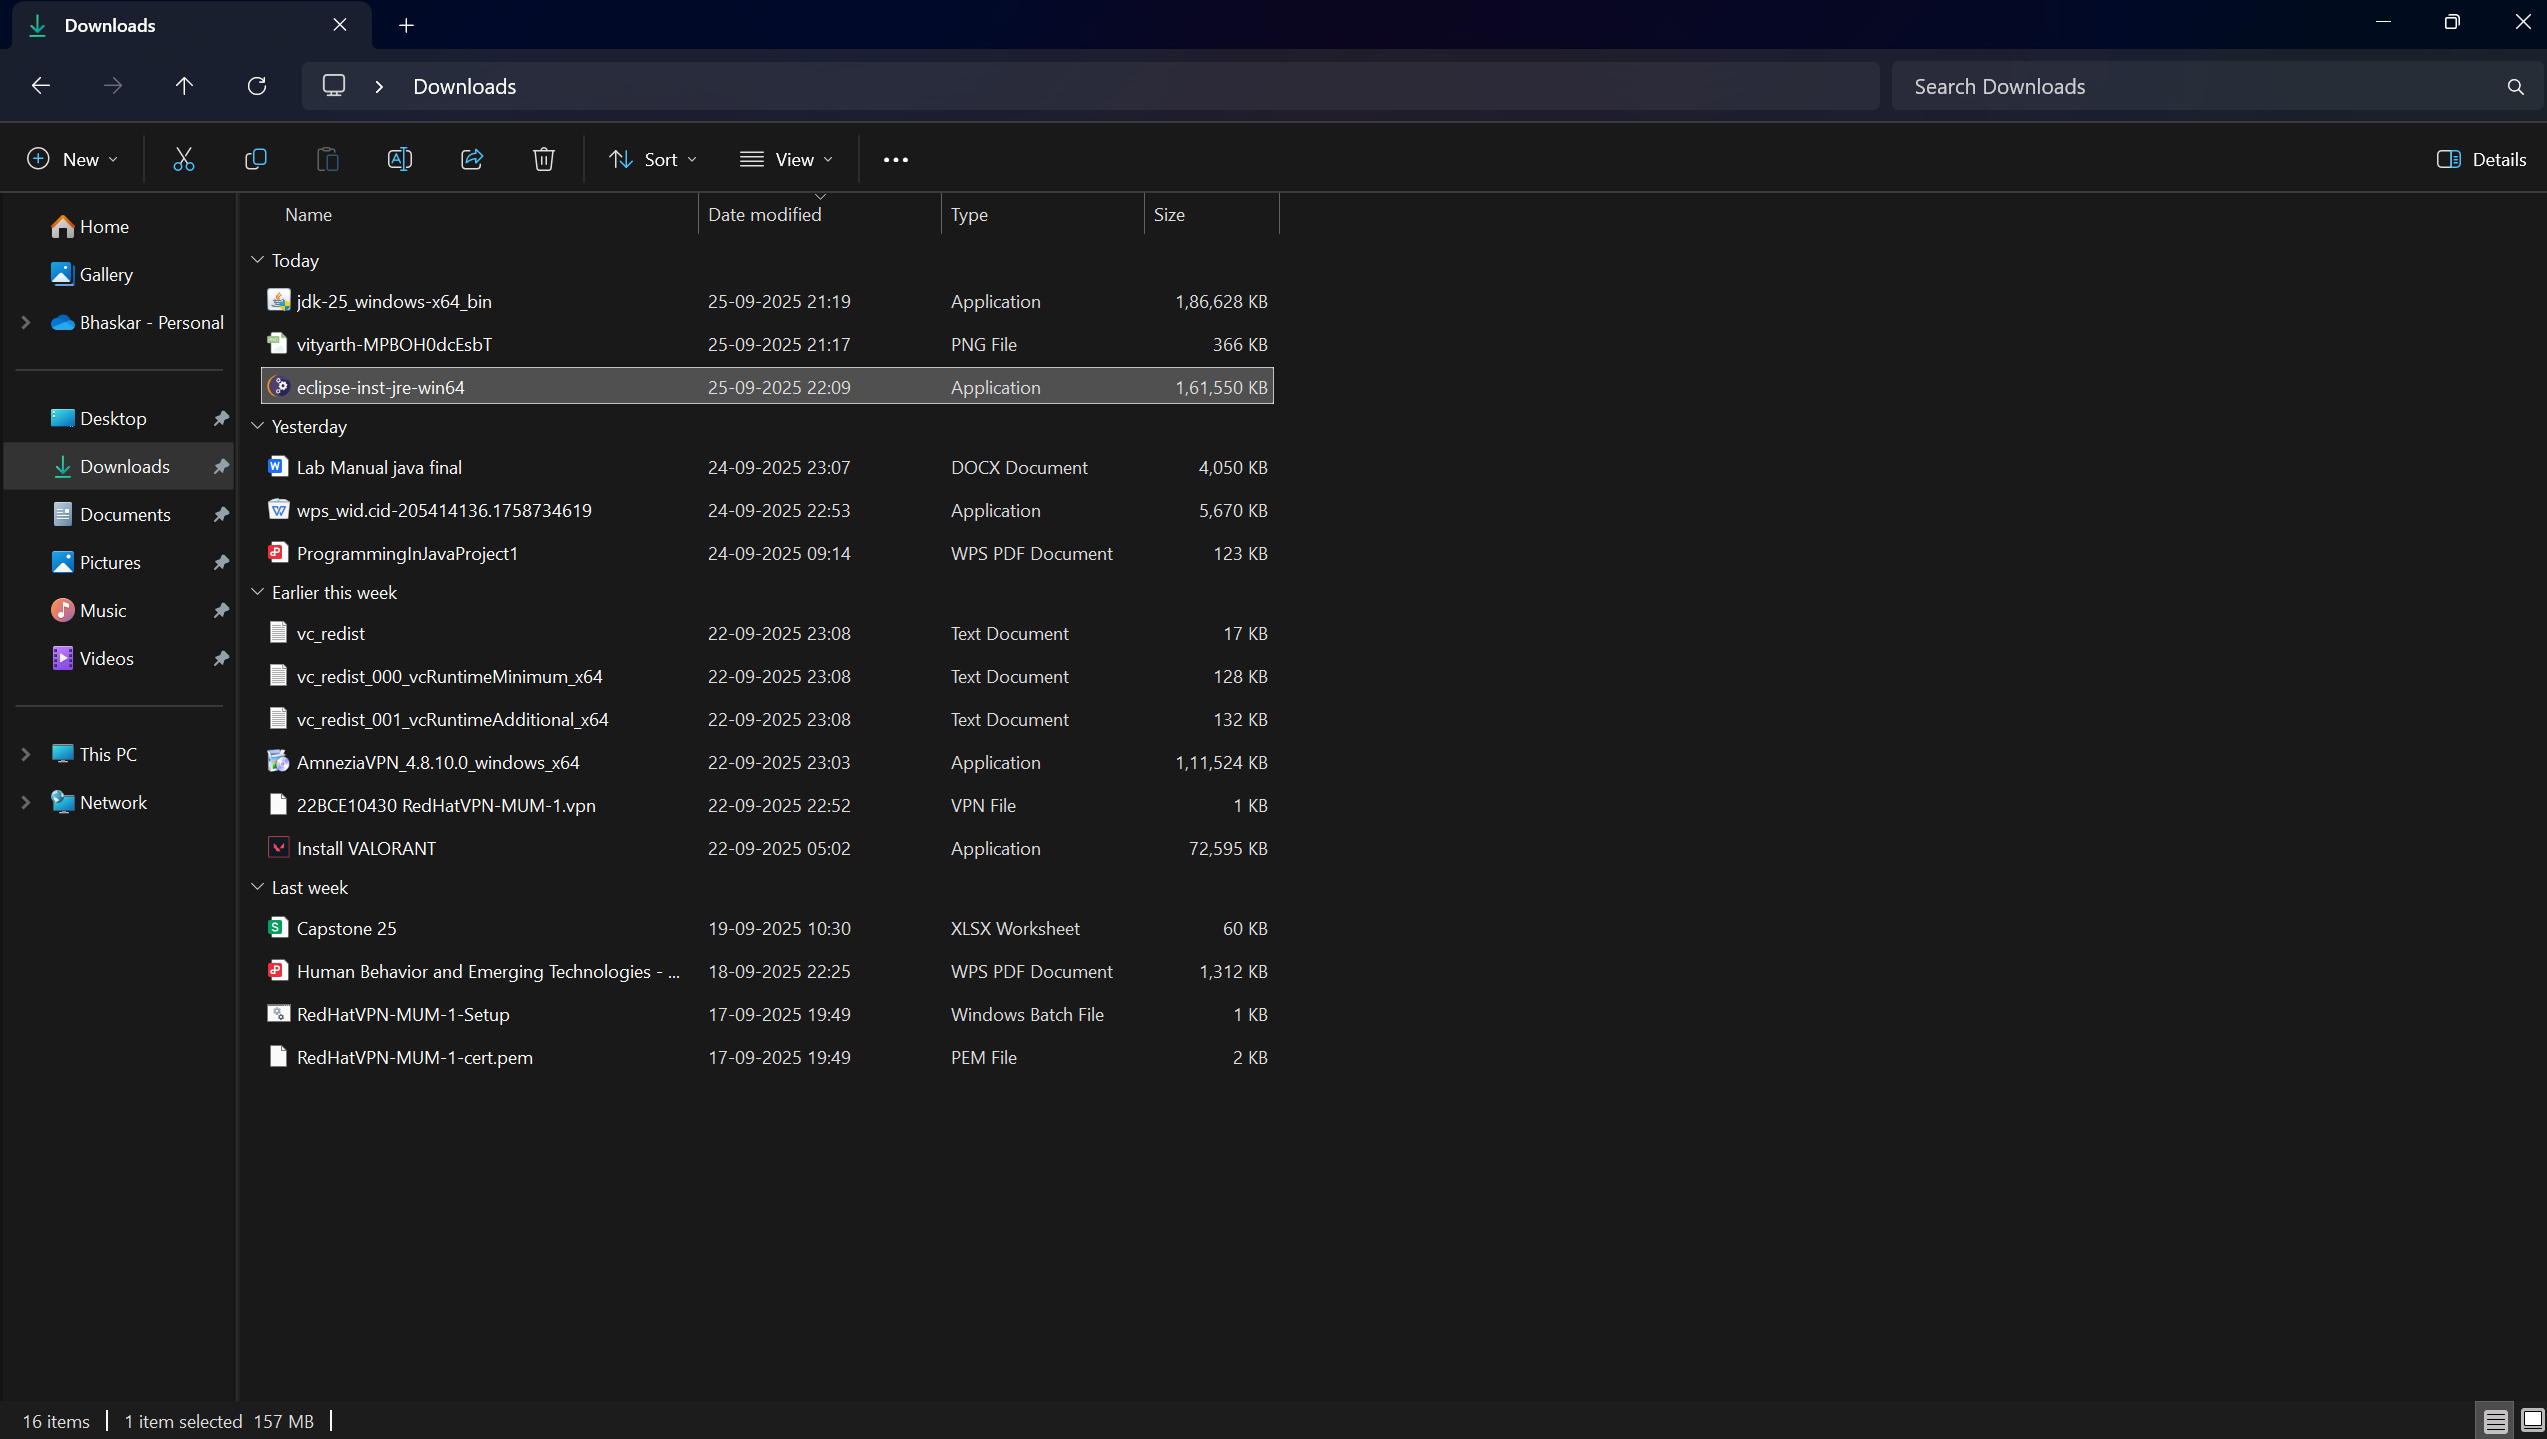 Downloads
Downloads
Search Downloads
New
Sort
View
Details
Home
Gallery
Bhaskar - Personal
Desktop
Downloads
Documents
Pictures
Music
Videos
This PC
Network
Name Date modified Type Size
Today
jdk-25_windows-x64_bin 25-09-2025 21:19 Application 1,86,628 KB
vityarth-MPBOH0dcEsbT 25-09-2025 21:17 PNG File 366 KB
eclipse-inst-jre-win64 25-09-2025 22:09 Application 1,61,550 KB
Yesterday
Lab Manual java final 24-09-2025 23:07 DOCX Document 4,050 KB
wps_wid.cid-205414136.1758734619 24-09-2025 22:53 Application 5,670 KB
ProgrammingInJavaProject1 24-09-2025 09:14 WPS PDF Document 123 KB
Earlier this week
vc_redist 22-09-2025 23:08 Text Document 17 KB
vc_redist_000_vcRuntimeMinimum_x64 22-09-2025 23:08 Text Document 128 KB
vc_redist_001_vcRuntimeAdditional_x64 22-09-2025 23:08 Text Document 132 KB
AmneziaVPN_4.8.10.0_windows_x64 22-09-2025 23:03 Application 1,11,524 KB
22BCE10430 RedHatVPN-MUM-1.vpn 22-09-2025 22:52 VPN File 1 KB
Install VALORANT 22-09-2025 05:02 Application 72,595 KB
Last week
Capstone 25 19-09-2025 10:30 XLSX Worksheet 60 KB
Human Behavior and Emerging Technologies - ... 18-09-2025 22:25 WPS PDF Document 1,312 KB
RedHatVPN-MUM-1-Setup 17-09-2025 19:49 Windows Batch File 1 KB
RedHatVPN-MUM-1-cert.pem 17-09-2025 19:49 PEM File 2 KB
16 items 1 item selected 157 MB